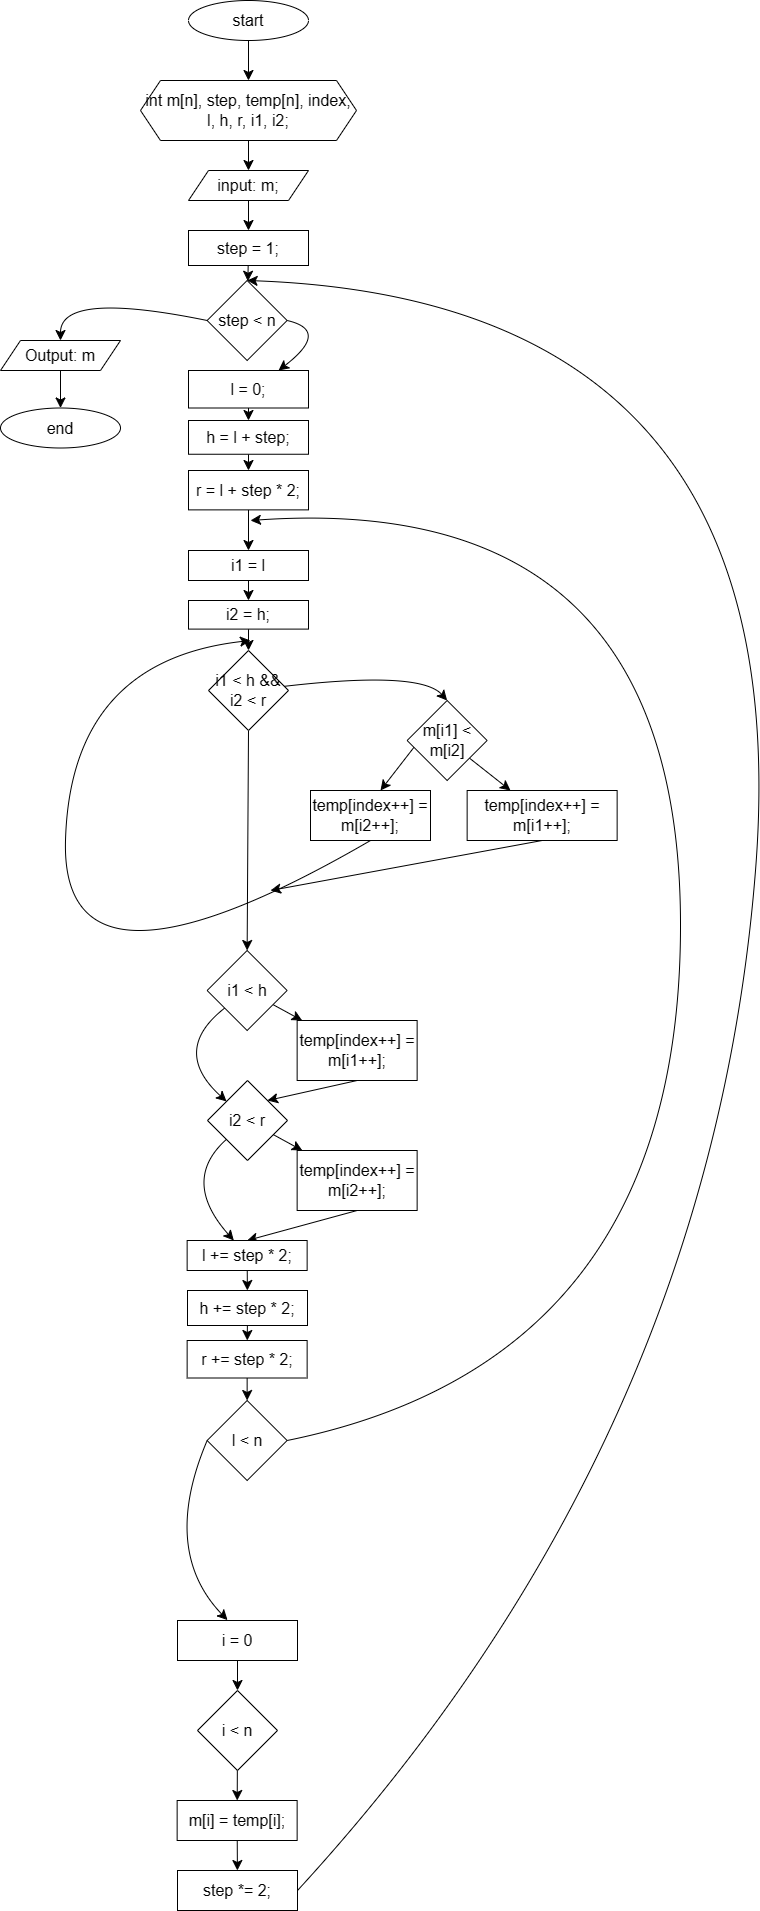 start
int m[n], step, temp[n], index,
l, h, r, i1, i2;
input: m;
step = 1;
step < n
Output: m
end
l = 0;
h = l + step;
r = l + step * 2;
i1 = l
i2 = h;
i1 < h &&
i2 < r
m[i1] <
m[i2]
temp[index++] =
m[i2++];
temp[index++] =
m[i1++];
i1 < h
temp[index++] =
m[i1++];
i2 < r
temp[index++] =
m[i2++];
l += step * 2;
h += step * 2;
r += step * 2;
l < n
i = 0
i < n
m[i] = temp[i];
step *= 2;